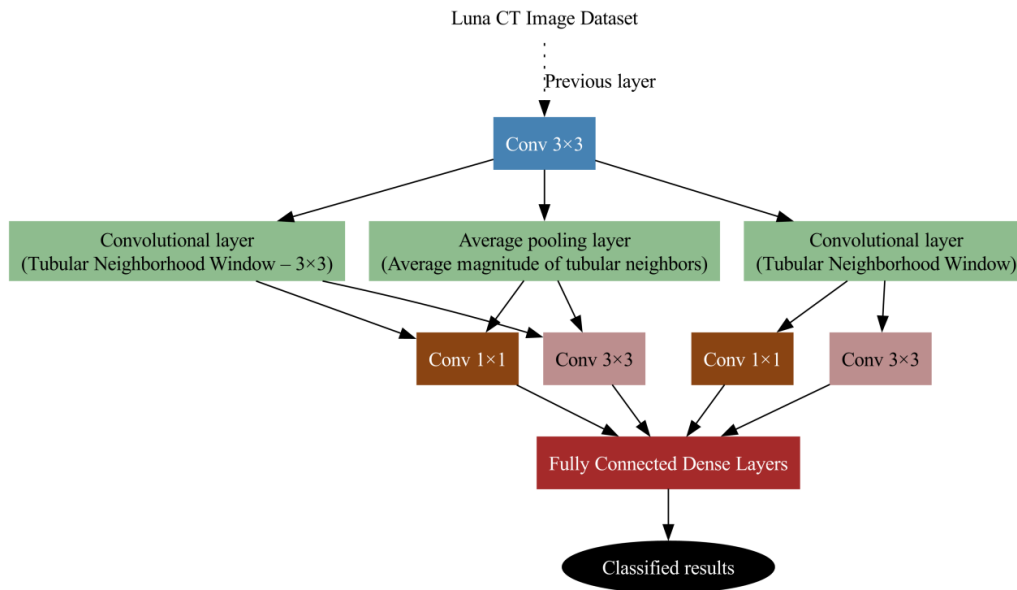 Luna CT Image Dataset
Previous layer
Conv 3×3
Convolutional layer
(Tubular Neighborhood Window – 3×3)
Average pooling layer
(Average magnitude of tubular neighbors)
Convolutional layer
(Tubular Neighborhood Window)
Conv 1×1
Conv 3×3
Conv 1×1
Conv 3×3
Fully Connected Dense Layers
Classified results